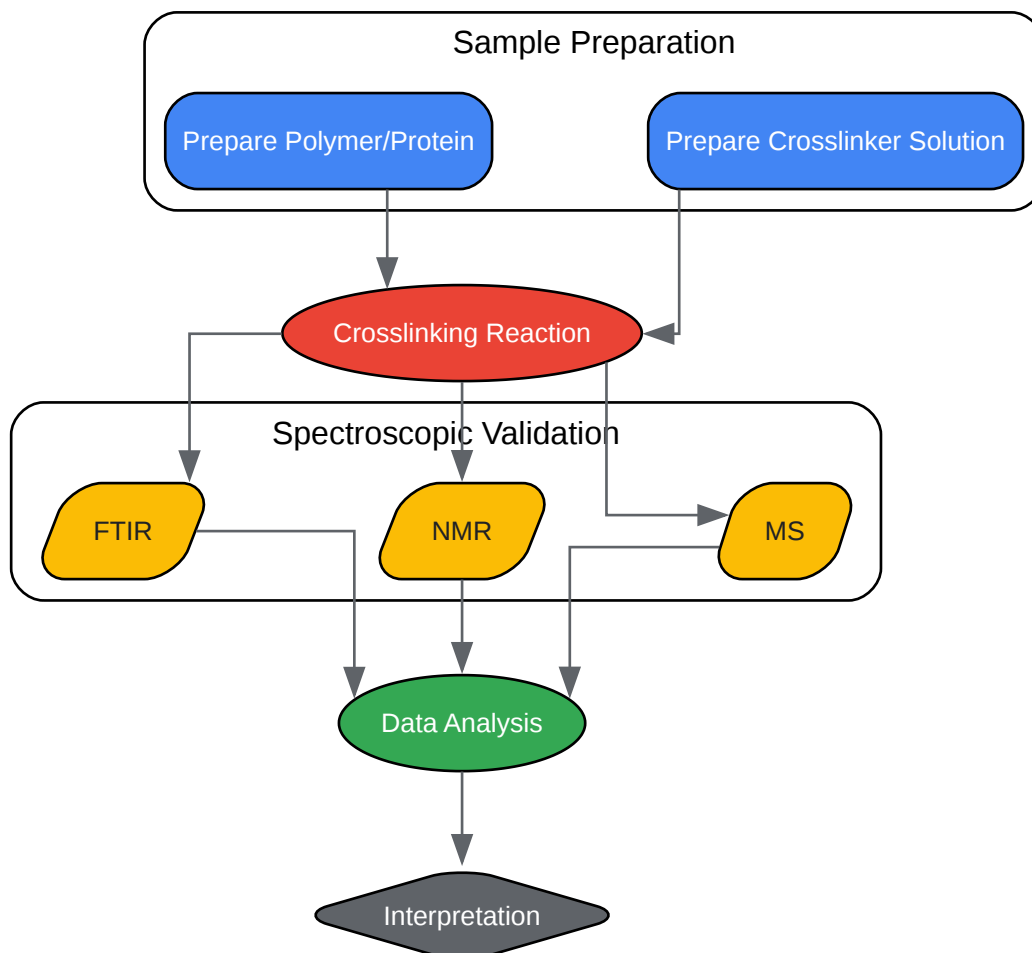 Sample Preparation
Prepare Polymer/Protein
Prepare Crosslinker Solution
Crosslinking Reaction
Spectroscopic Validation
FTIR
NMR
MS
Data Analysis
Interpretation